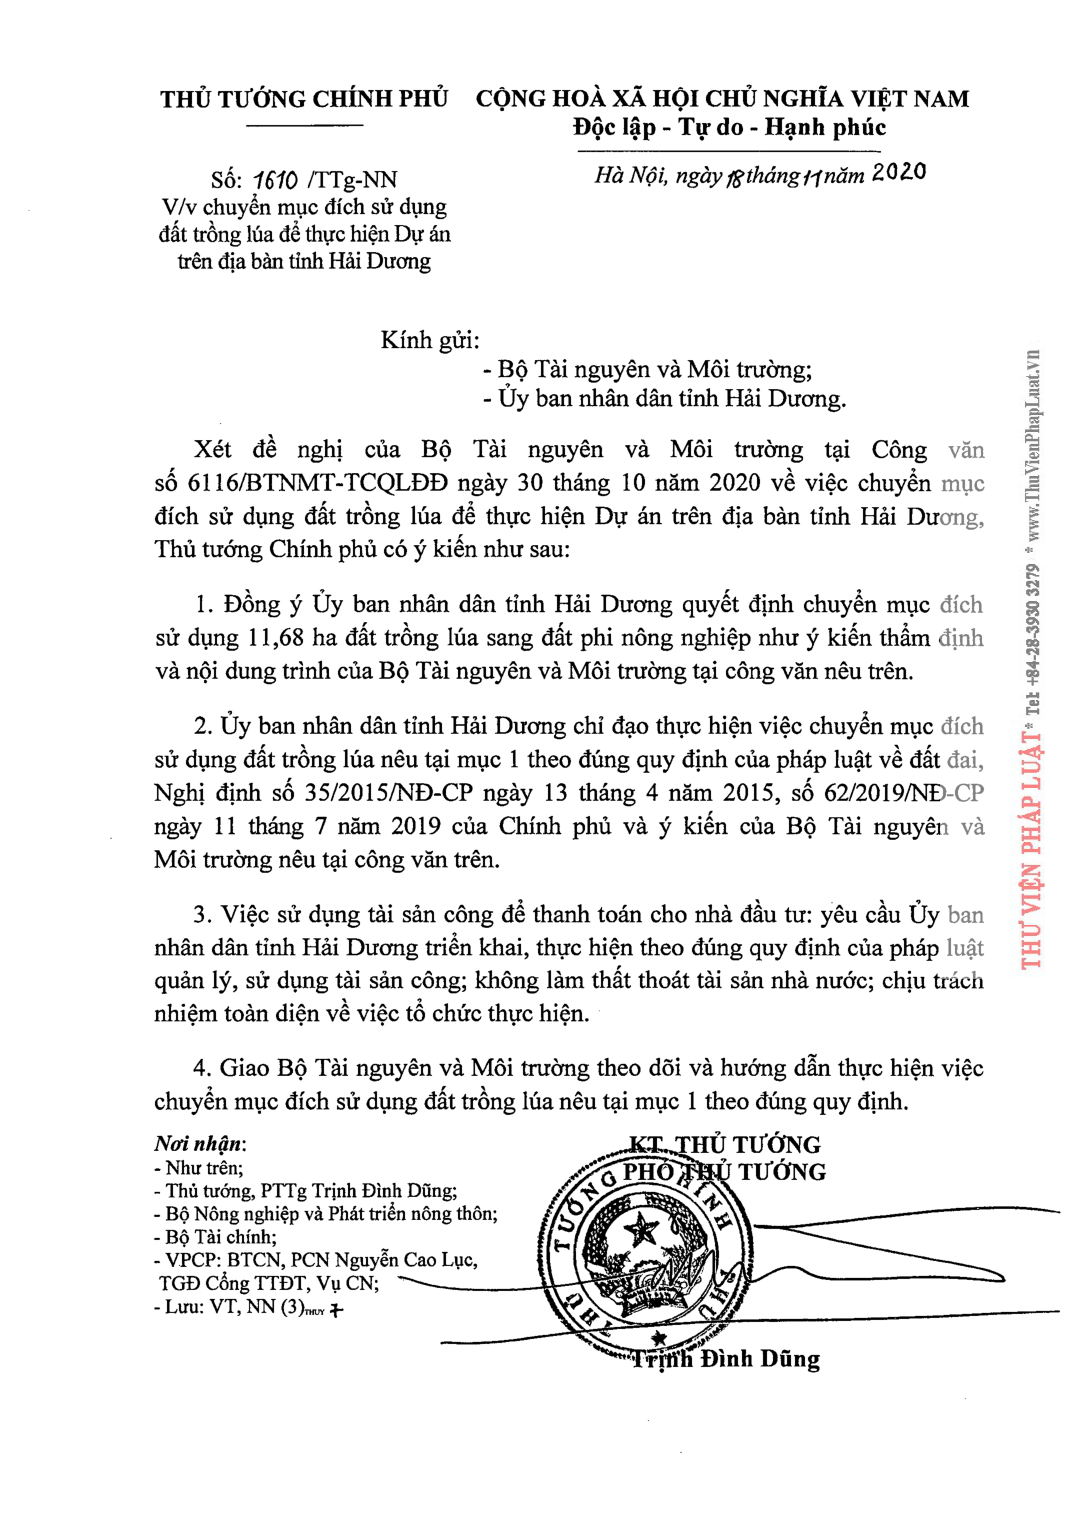 THỦ TƯỚNG CHÍNH PHỦ
CỘNG HOÀ XÃ HỘI CHỦ NGHĨA VIỆT NAM
Độc lập - Tự do - Hạnh phúc
Số: 1610 /TTg-NN
V/v chuyển mục đích sử dụng
đất trồng lúa để thực hiện Dự án
trên địa bàn tỉnh Hải Dương
Hà Nội, ngày 18 tháng 11 năm 2020
Kính gửi:
- Bộ Tài nguyên và Môi trường;
- Ủy ban nhân dân tỉnh Hải Dương.
Xét đề nghị của Bộ Tài nguyên và Môi trường tại Công văn
số 6116/BTNMT-TCQLĐĐ ngày 30 tháng 10 năm 2020 về việc chuyển mục
đích sử dụng đất trồng lúa để thực hiện Dự án trên địa bàn tỉnh Hải Dương,
Thủ tướng Chính phủ có ý kiến như sau:
1. Đồng ý Ủy ban nhân dân tỉnh Hải Dương quyết định chuyển mục đích
sử dụng 11,68 ha đất trồng lúa sang đất phi nông nghiệp như ý kiến thẩm định
và nội dung trình của Bộ Tài nguyên và Môi trường tại công văn nêu trên.
2. Ủy ban nhân dân tỉnh Hải Dương chỉ đạo thực hiện việc chuyển mục đích
sử dụng đất trồng lúa nêu tại mục 1 theo đúng quy định của pháp luật về đất đai,
Nghị định số 35/2015/NĐ-CP ngày 13 tháng 4 năm 2015, số 62/2019/NĐ-CP
ngày 11 tháng 7 năm 2019 của Chính phủ và ý kiến của Bộ Tài nguyên và
Môi trường nêu tại công văn trên.
3. Việc sử dụng tài sản công để thanh toán cho nhà đầu tư: yêu cầu Ủy ban
nhân dân tỉnh Hải Dương triển khai, thực hiện theo đúng quy định của pháp luật
quản lý, sử dụng tài sản công; không làm thất thoát tài sản nhà nước; chịu trách
nhiệm toàn diện về việc tổ chức thực hiện.
4. Giao Bộ Tài nguyên và Môi trường theo dõi và hướng dẫn thực hiện việc
chuyển mục đích sử dụng đất trồng lúa nêu tại mục 1 theo đúng quy định.
Nơi nhận:
- Như trên;
- Thủ tướng, PTTg Trịnh Đình Dũng;
- Bộ Nông nghiệp và Phát triển nông thôn;
- Bộ Tài chính;
- VPCP: BTCN, PCN Nguyễn Cao Lục,
TGĐ Cổng TTĐT, Vụ CN;
- Lưu: VT, NN (3)THUY
KT. THỦ TƯỚNG
PHÓ THỦ TƯỚNG
THỦ TƯỚNG CHÍNH PHỦ
Trịnh Đình Dũng
THƯ VIỆN PHÁP LUẬT * Tel: +84-28-3930 3279 * www.ThuVienPhapLuat.vn